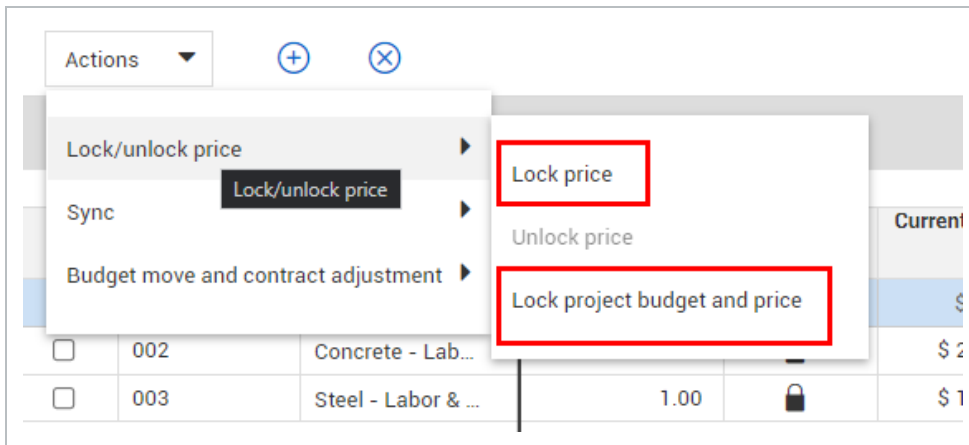 Actions
Lock/unlock price
Lock/unlock price
Sync
Budget move and contract adjustment
Lock price
Unlock price
Lock project budget and price
Current
$
002 Concrete - Lab... $ 2
003 Steel - Labor & ... 1.00 $ 1